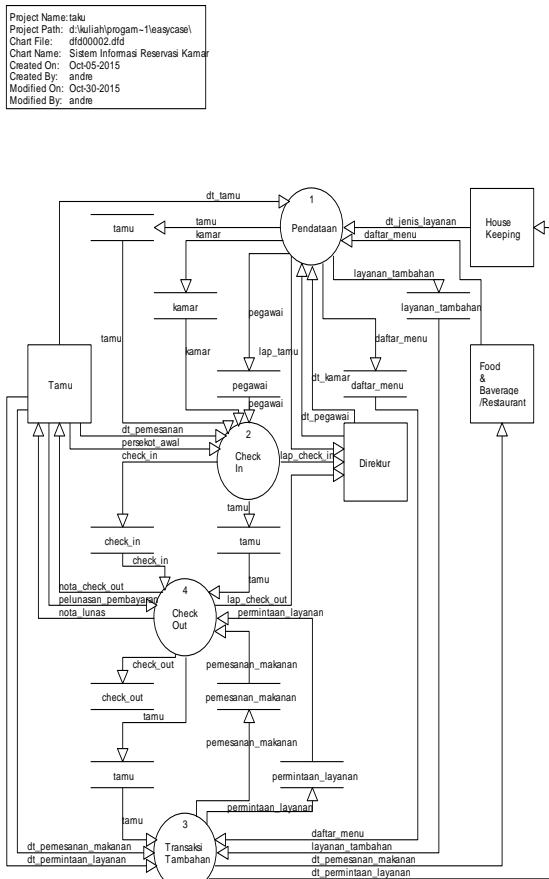 Project Name: taku
Project Path: d:\kuliah\progam~1\easycase\
Chart File: dfd00002.dfd
Chart Name: Sistem Informasi Reservasi Kamar
Created On: Oct-05-2015
Created By: andre
Modified On: Oct-30-2015
Modified By: andre
dt_tamu
1
Pendataan
tamu
tamu
kamar
dt_jenis_layanan
daftar_menu
House
Keeping
layanan_tambahan
layanan_tambahan
kamar
pegawai
daftar_menu
tamu
kamar
lap_tamu
dt_kamar
Tamu
pegawai
pegawai
daftar_menu
dt_pegawai
Food
&
Baverage
/Restaurant
dt_pemesanan
persekot_awal
check_in
2
Check
In
lap_check_in
Direktur
tamu
check_in
tamu
check_in
tamu
nota_check_out
pelunasan_pembayaran
nota_lunas
4
Check
Out
lap_check_out
permintaan_layanan
check_out
pemesanan_makanan
check_out
pemesanan_makanan
tamu
pemesanan_makanan
tamu
permintaan_layanan
permintaan_layanan
tamu
3
Transaksi
Tambahan
dt_pemesanan_makanan
dt_permintaan_layanan
daftar_menu
layanan_tambahan
dt_pemesanan_makanan
dt_permintaan_layanan